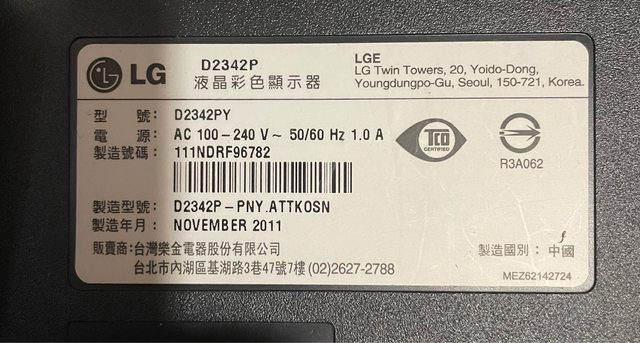 LG
D2342P
液晶彩色顯示器
LGE
LG Twin Towers, 20, Yoido-Dong,
Youngdungpo-Gu, Seoul, 150-721, Korea.
型 號: D2342PY
電 源: AC 100-240 V~ 50/60 Hz 1.0 A
製造號碼: 111NDRF96782
TCO
CERTIFIED
R3A062
製造型號: D2342P-PNY.ATTKOSN
製造年月: NOVEMBER 2011
販賣商:台灣樂金電器股份有限公司
台北市內湖區基湖路3巷47號7樓 (02)2627-2788
製造國別: 中國
MEZ62142724